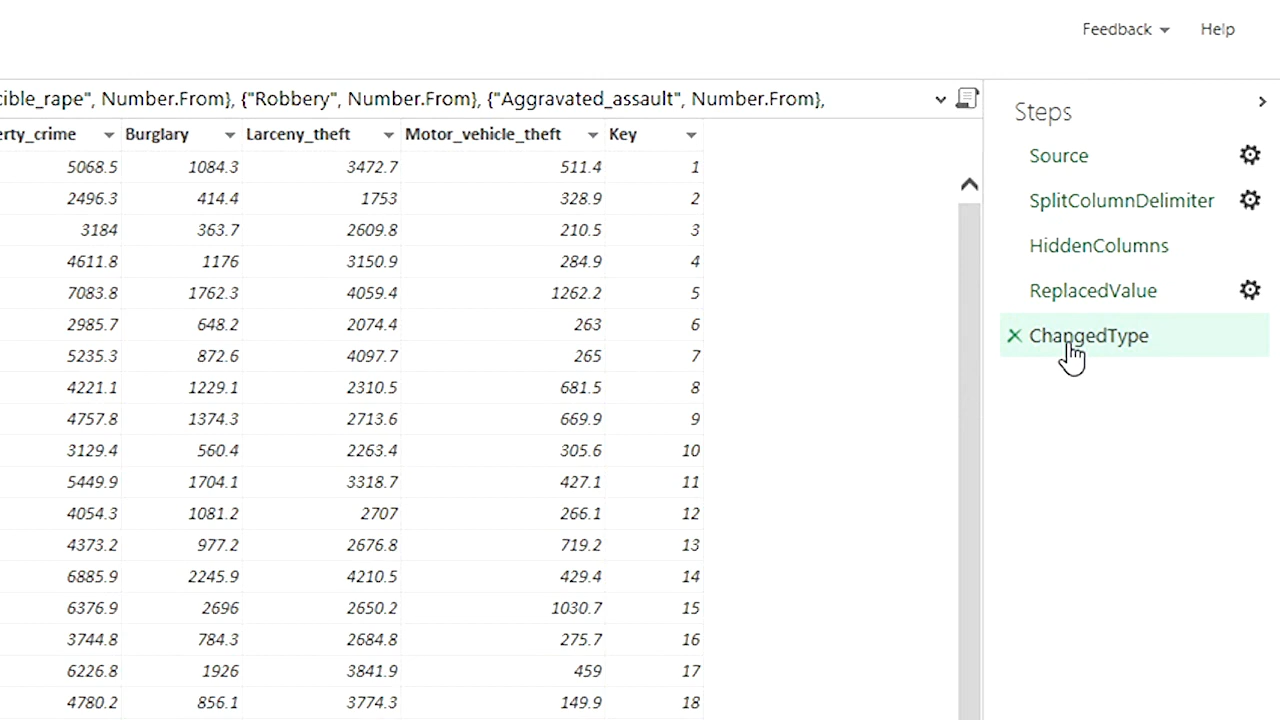 Feedback Help
cible_rape", Number.From}, {"Robbery", Number.From}, {"Aggravated_assault", Number.From},
erty_crime Burglary Larceny_theft Motor_vehicle_theft Key
5068.5 1084.3 3472.7 511.4 1
2496.3 414.4 1753 328.9 2
3184 363.7 2609.8 210.5 3
4611.8 1176 3150.9 284.9 4
7083.8 1762.3 4059.4 1262.2 5
2985.7 648.2 2074.4 263 6
5235.3 872.6 4097.7 265 7
4221.1 1229.1 2310.5 681.5 8
4757.8 1374.3 2713.6 669.9 9
3129.4 560.4 2263.4 305.6 10
5449.9 1704.1 3318.7 427.1 11
4054.3 1081.2 2707 266.1 12
4373.2 977.2 2676.8 719.2 13
6885.9 2245.9 4210.5 429.4 14
6376.9 2696 2650.2 1030.7 15
3744.8 784.3 2684.8 275.7 16
6226.8 1926 3841.9 459 17
4780.2 856.1 3774.3 149.9 18
Steps
Source
SplitColumnDelimiter
HiddenColumns
ReplacedValue
ChangedType